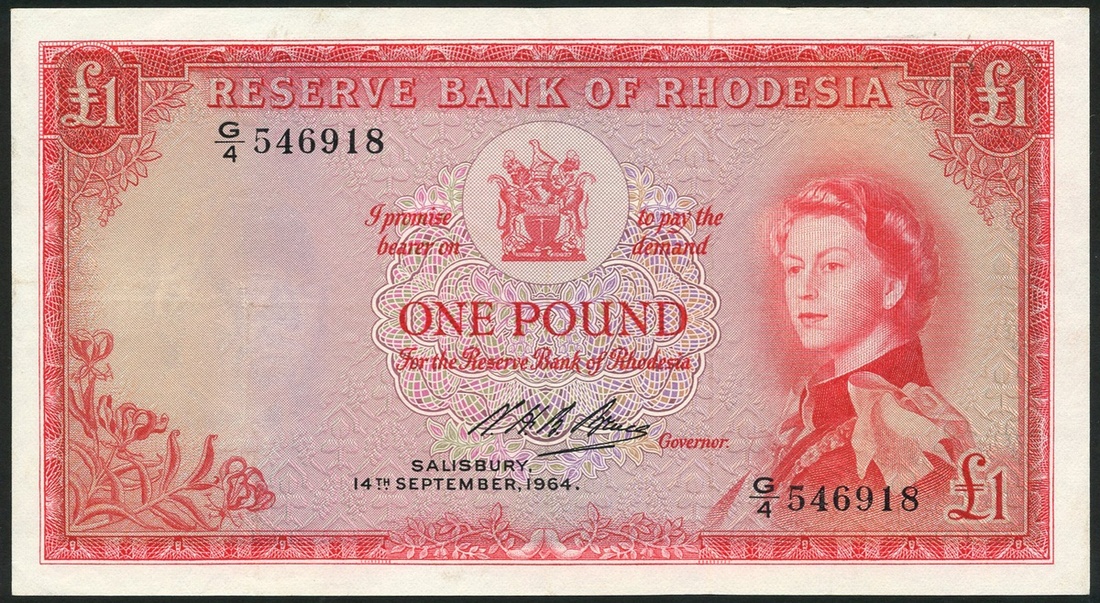 £1 RESERVE BANK OF RHODESIA £1
G/4 546918
I promise to pay the
bearer on demand
ONE POUND
For the Reserve Bank of Rhodesia
Governor.
SALISBURY,
14TH SEPTEMBER, 1964.
G/4 546918 £1